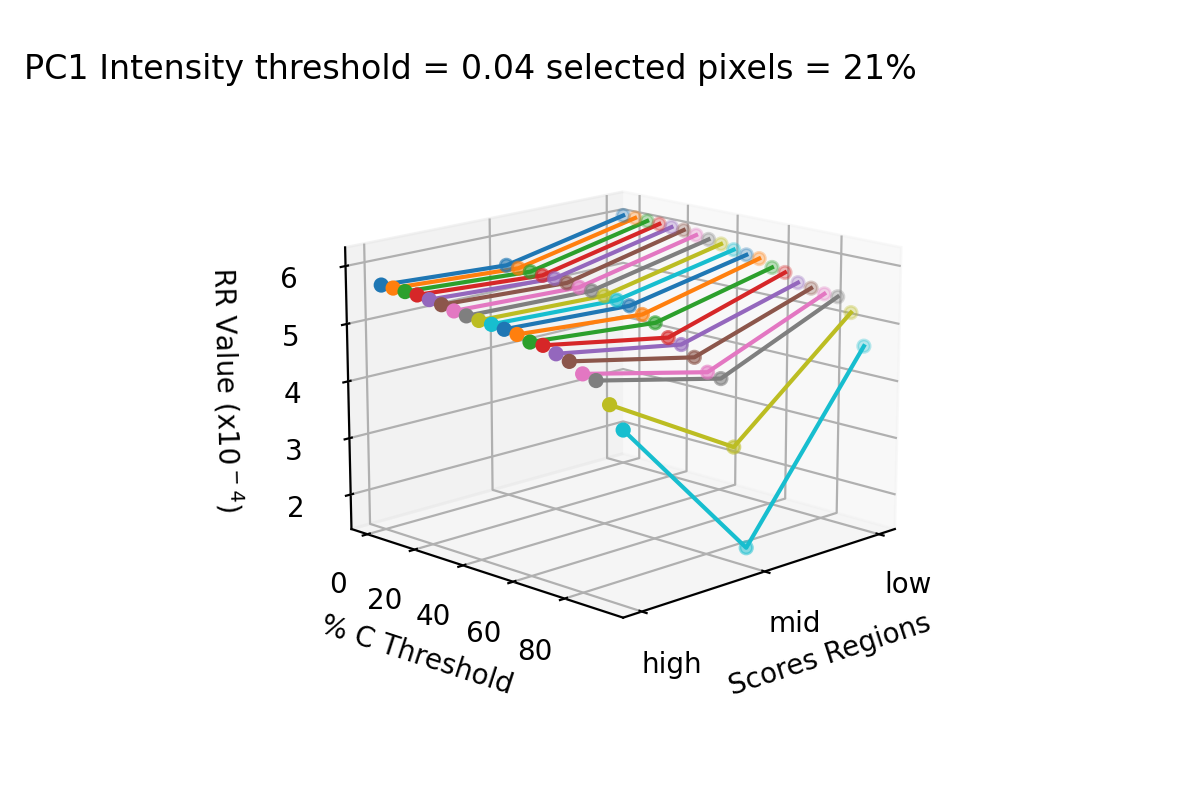 PC1 Intensity threshold = 0.04 selected pixels = 21%
RR Value (x10⁻⁴)
6
5
4
3
2
0
20
40
60
80
% C Threshold
high
mid
low
Scores Regions